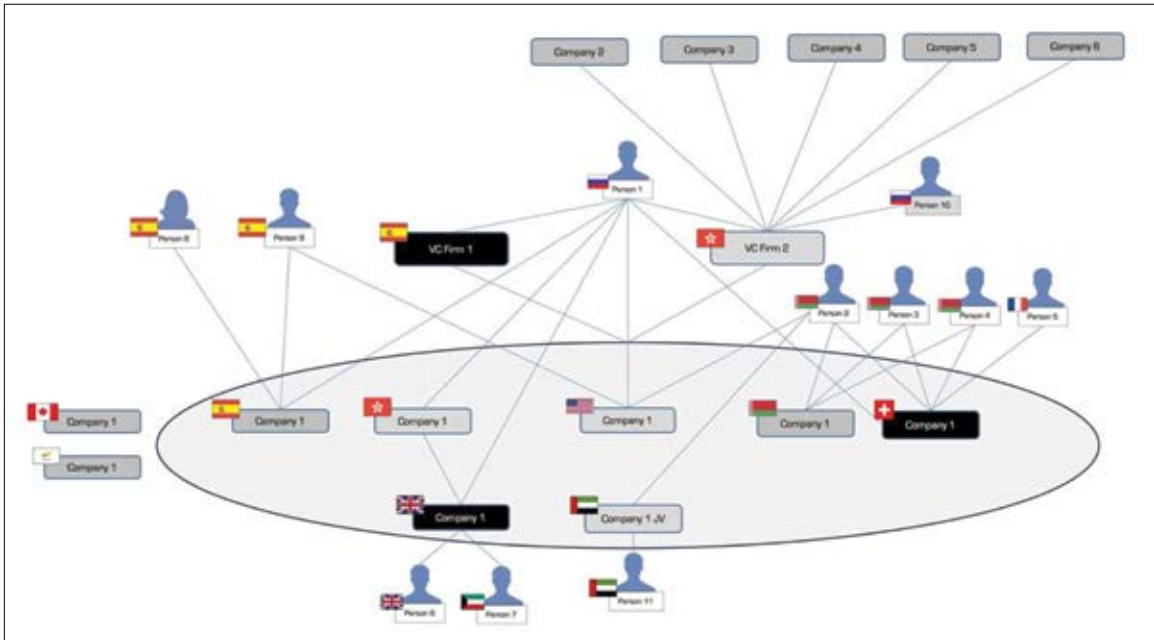 Company 2
Company 3
Company 4
Company 5
Company 6
Person 1
Person 10
Person 8
Person 9
VC Firm 1
VC Firm 2
Person 2
Person 3
Person 4
Person 5
Company 1
Company 1
Company 1
Company 1
Company 1
Company 1
Company 1
Company 1
Company 1 JV
Person 6
Person 7
Person 11